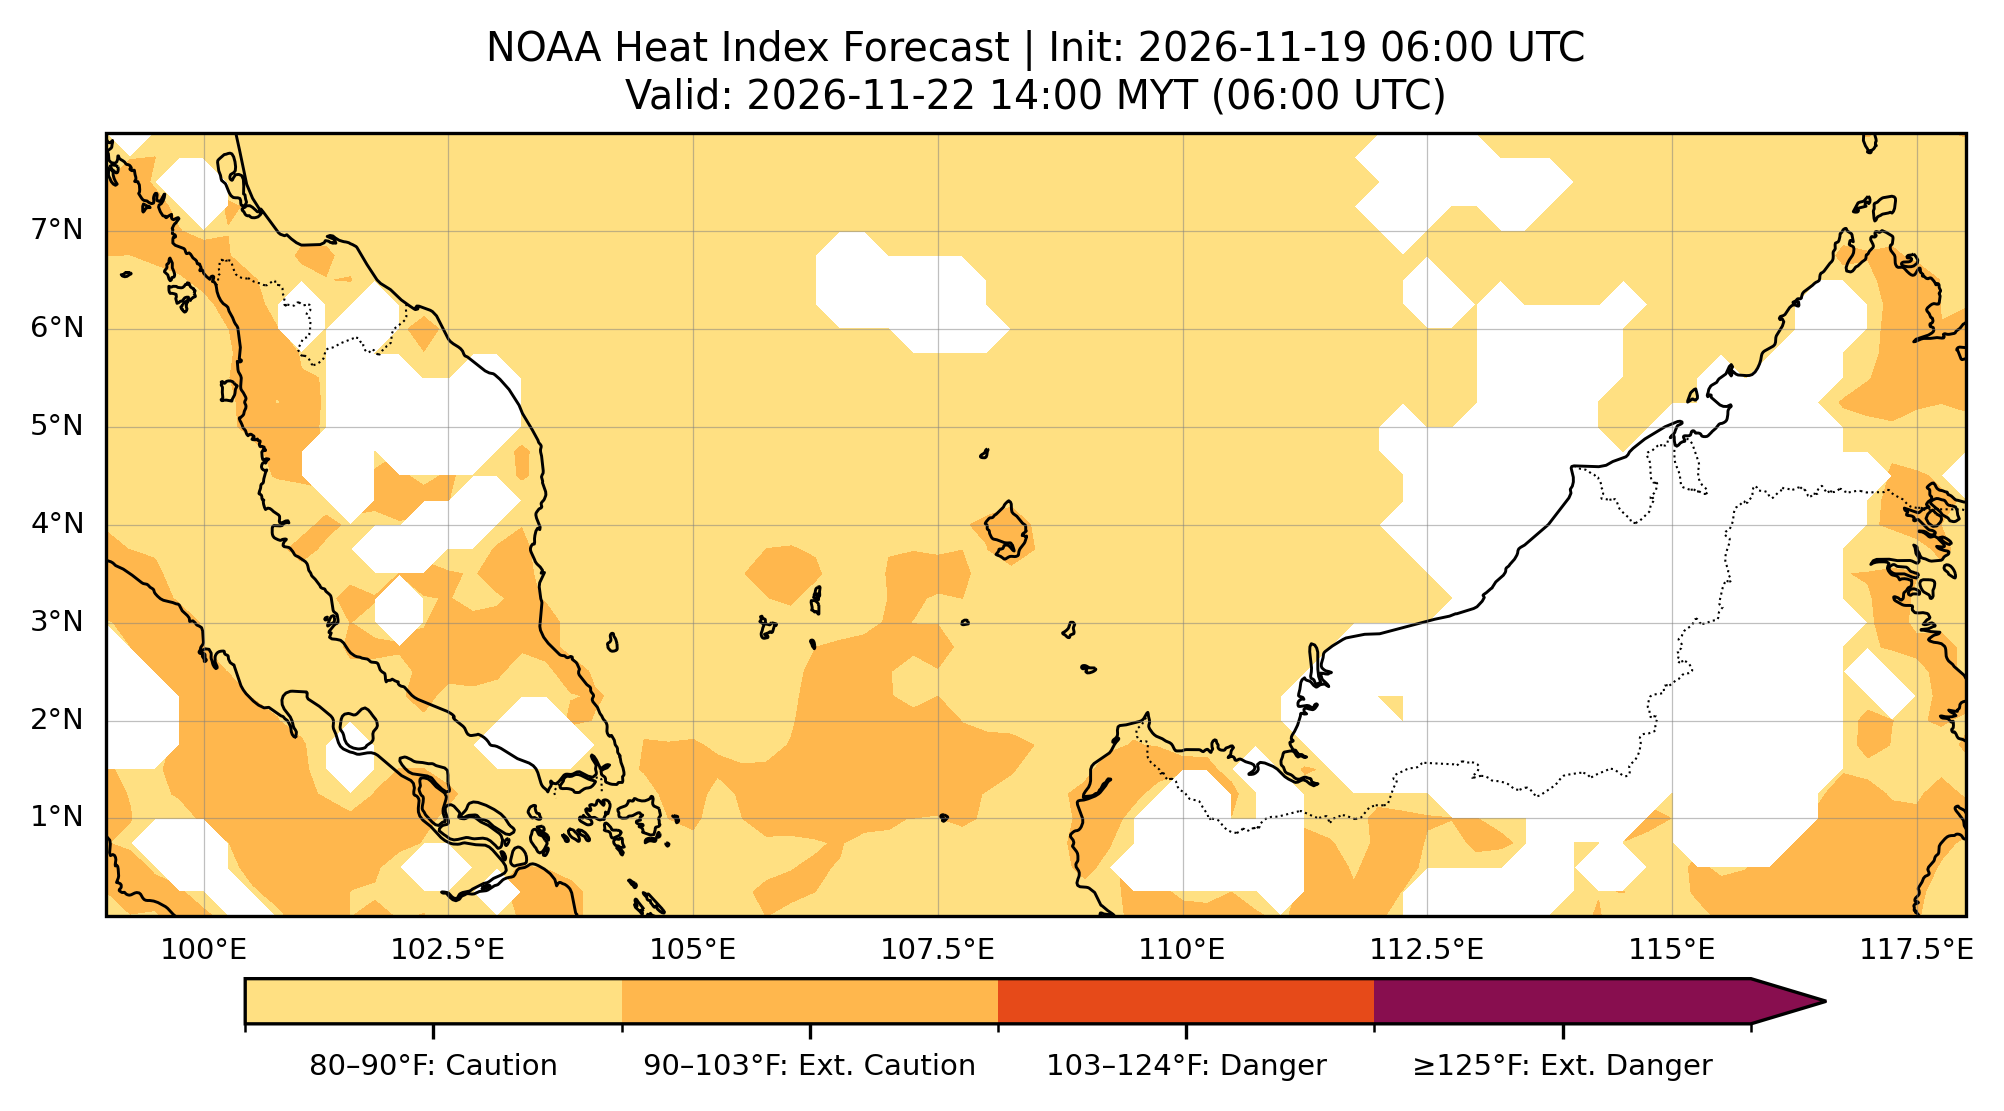 NOAA Heat Index Forecast | Init: 2026-11-19 06:00 UTC
Valid: 2026-11-22 14:00 MYT (06:00 UTC)
7°N
6°N
5°N
4°N
3°N
2°N
1°N
100°E 102.5°E 105°E 107.5°E 110°E 112.5°E 115°E 117.5°E
80–90°F: Caution 90–103°F: Ext. Caution 103–124°F: Danger ≥125°F: Ext. Danger